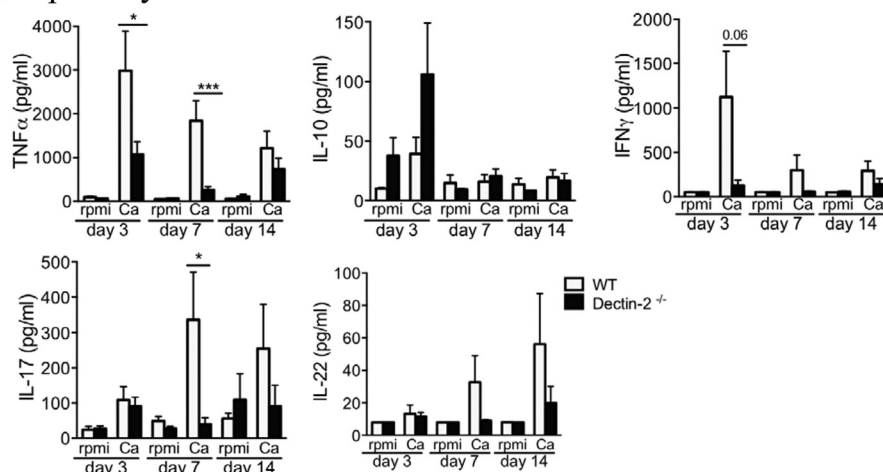 *
4000
3000
2000
1000
0
TNFα (pg/ml)
***
rpmi Ca rpmi Ca rpmi Ca
day 3 day 7 day 14
150
100
50
0
IL-10 (pg/ml)
rpmi Ca rpmi Ca rpmi Ca
day 3 day 7 day 14
2000
1500
1000
500
0
IFNγ (pg/ml)
0.06
rpmi Ca rpmi Ca rpmi Ca
day 3 day 7 day 14
500
400
300
200
100
0
IL-17 (pg/ml)
*
rpmi Ca rpmi Ca rpmi Ca
day 3 day 7 day 14
100
80
60
40
20
0
IL-22 (pg/ml)
rpmi Ca rpmi Ca rpmi Ca
day 3 day 7 day 14
WT
Dectin-2 -/-